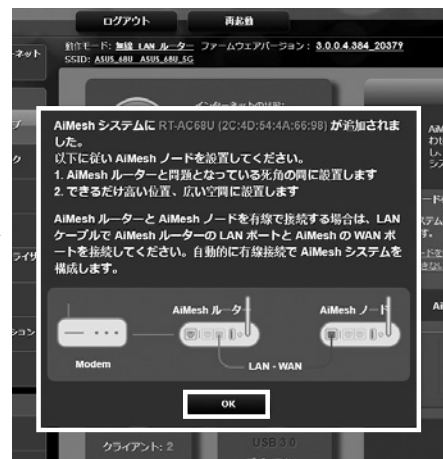 ログアウト
再起動
動作モード: 無線 LAN ルーター ファームウェアバージョン: 3.0.0.4.384_20379
SSID: ASUS_68U ASUS_68U_5G
ーネット
AiMesh システムに RT-AC68U (2C:4D:54:4A:66:98) が追加されま
した。
以下に従い AiMesh ノードを設置してください。
1. AiMesh ルーターと問題となっている死角の間に設置します
2. できるだけ高い位置、広い空間に設置します
AiMesh ルーターと AiMesh ノードを有線で接続する場合は、LAN
ケーブルで AiMesh ルーターの LAN ポートと AiMesh の WAN ポ
ートを接続してください。自動的に有線接続で AiMesh システムを
構成します。
AiMesh ルーター
AiMesh ノード
Modem
LAN - WAN
OK
クライアント: 2
USB 3.0